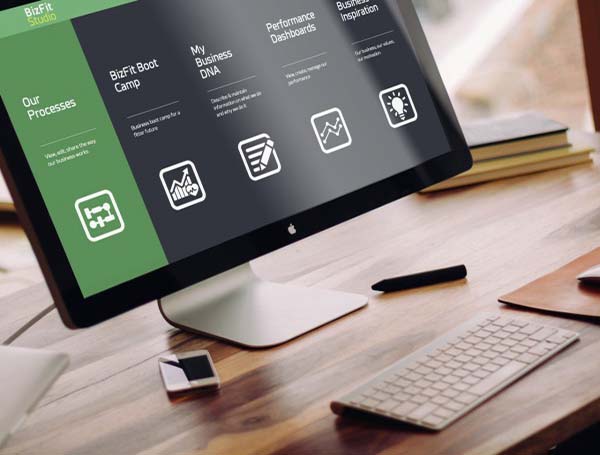 BizFit
Studio
Our
Processes
View, edit, share the way
our business works
BizFit Boot
Camp
Business boot camp for a
fitter future
My
Business
DNA
Describe & maintain
information on what we do
and why we do it
Performance
Dashboards
View, create, manage our
performance
Business
Inspiration
Our business, our values,
our motivation